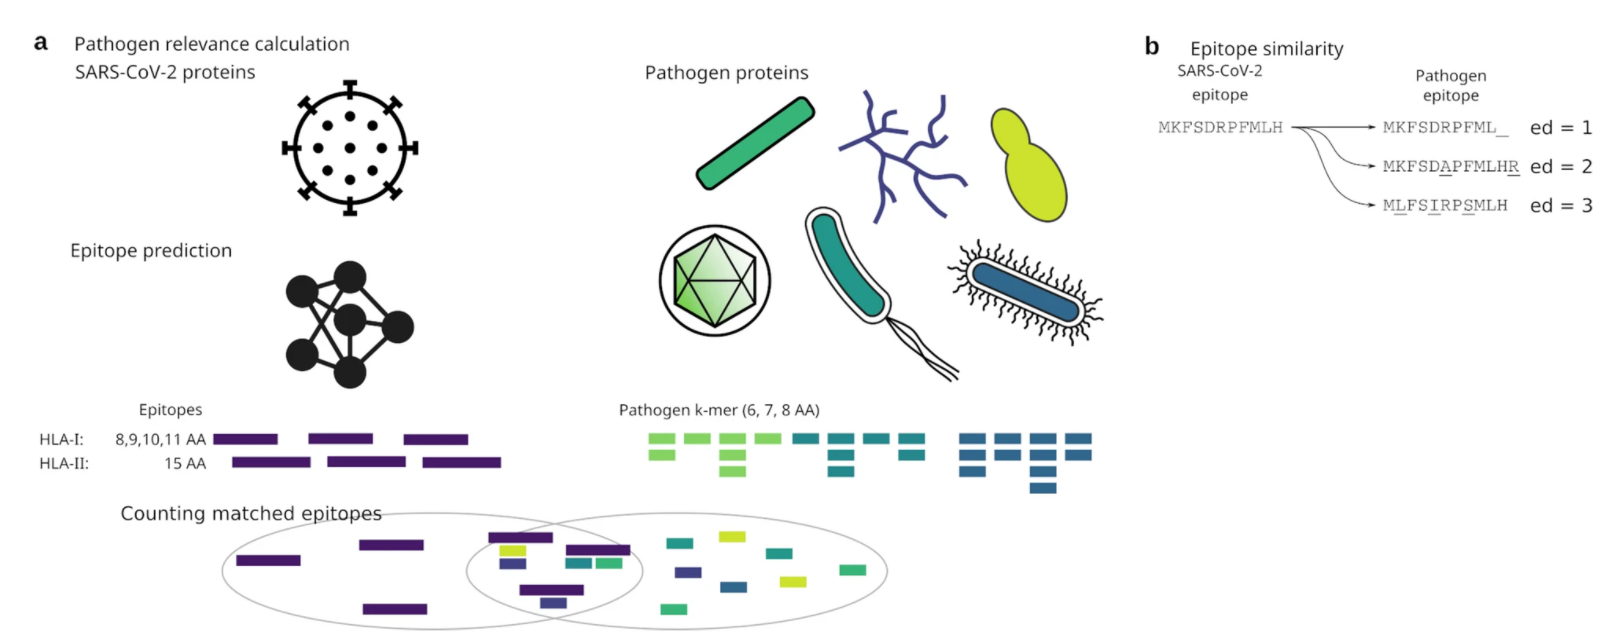 a Pathogen relevance calculation
SARS-CoV-2 proteins
Pathogen proteins
Epitope prediction
Epitopes
HLA-I: 8,9,10,11 AA
HLA-II: 15 AA
Pathogen k-mer (6, 7, 8 AA)
Counting matched epitopes
b Epitope similarity
SARS-CoV-2
epitope
Pathogen
epitope
MKFSDRPFMLH MKFSDRPFML_ ed = 1
MKFSDAPFMLHR ed = 2
MLFSIRPSMLH ed = 3